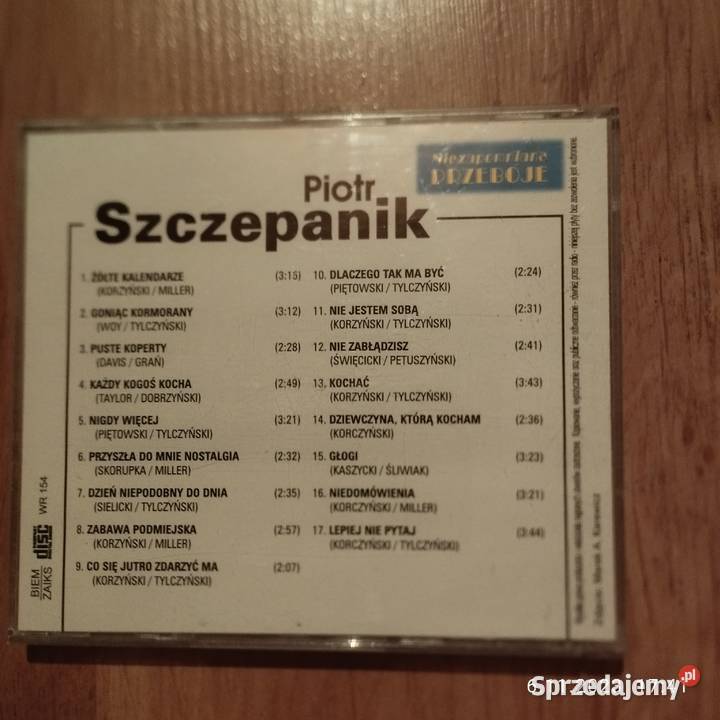 Niezapomniane
PRZEBOJE
Piotr
Szczepanik
1. ŻÓŁTE KALENDARZE (3:15)
(KORZYŃSKI / MILLER)
2. GONIĄC KORMORANY (3:12)
(WOY / TYLCZYŃSKI)
3. PUSTE KOPERTY (2:28)
(DAVIS / GRAŃ)
4. KAŻDY KOGOŚ KOCHA (2:49)
(TAYLOR / DOBRZYŃSKI)
5. NIGDY WIĘCEJ (3:21)
(PIĘTOWSKI / TYLCZYŃSKI)
6. PRZYSZŁA DO MNIE NOSTALGIA (2:32)
(SKORUPKA / MILLER)
7. DZIEŃ NIEPODOBNY DO DNIA (2:35)
(SIELICKI / TYLCZYŃSKI)
8. ZABAWA PODMIEJSKA (2:57)
(KORZYŃSKI / MILLER)
9. CO SIĘ JUTRO ZDARZYĆ MA (2:07)
(KORZYŃSKI / TYLCZYŃSKI)
10. DLACZEGO TAK MA BYĆ (2:24)
(PIĘTOWSKI / TYLCZYŃSKI)
11. NIE JESTEM SOBĄ (2:31)
(KORZYŃSKI / TYLCZYŃSKI)
12. NIE ZABŁĄDZISZ (2:41)
(ŚWIĘCICKI / PETUSZYŃSKI)
13. KOCHAĆ (3:43)
(KORZYŃSKI / TYLCZYŃSKI)
14. DZIEWCZYNA, KTÓRĄ KOCHAM (2:36)
(KORCZYŃSKI)
15. GŁOGI (3:23)
(KASZYCKI / ŚLIWIAK)
16. NIEDOMÓWIENIA (3:21)
(KORCZYŃSKI / MILLER)
17. LEPIEJ NIE PYTAJ (3:44)
(KORCZYŃSKI / TYLCZYŃSKI)
BIEM
ZAIKS
disc
WR 154
Zdjęcie: Marek A. Karewicz
Sprzedajemy.pl